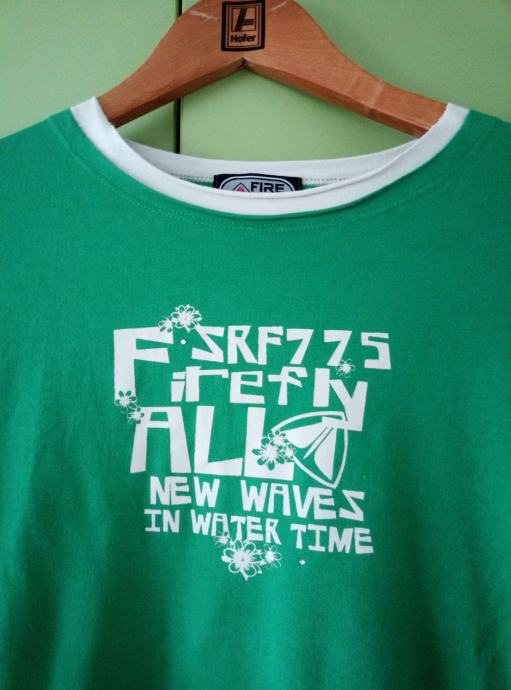 Hofer
FIRE
SRF775
Firefly
ALL
NEW WAVES
IN WATER TIME